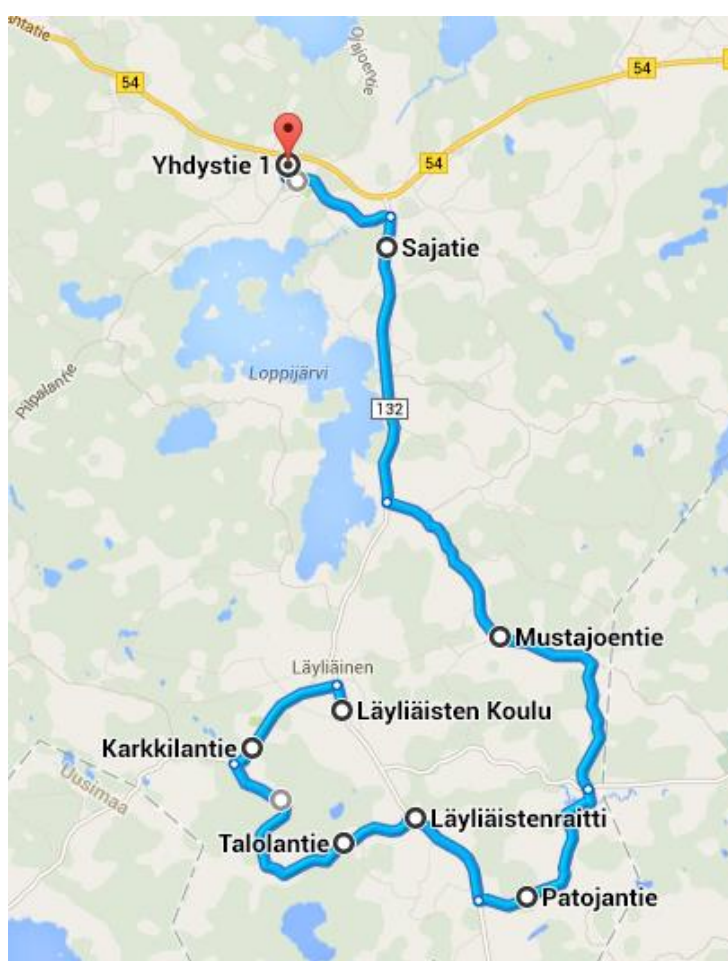 antatie
Ojajoentie
54
54
Yhdystie 1
54
Sajatie
Loppijärvi
Pilpalantie
132
Mustajoentie
Läyliäinen
Läyliäisten Koulu
Karkkilantie
Uusimaa
Läyliäistenraitti
Talolantie
Patojantie